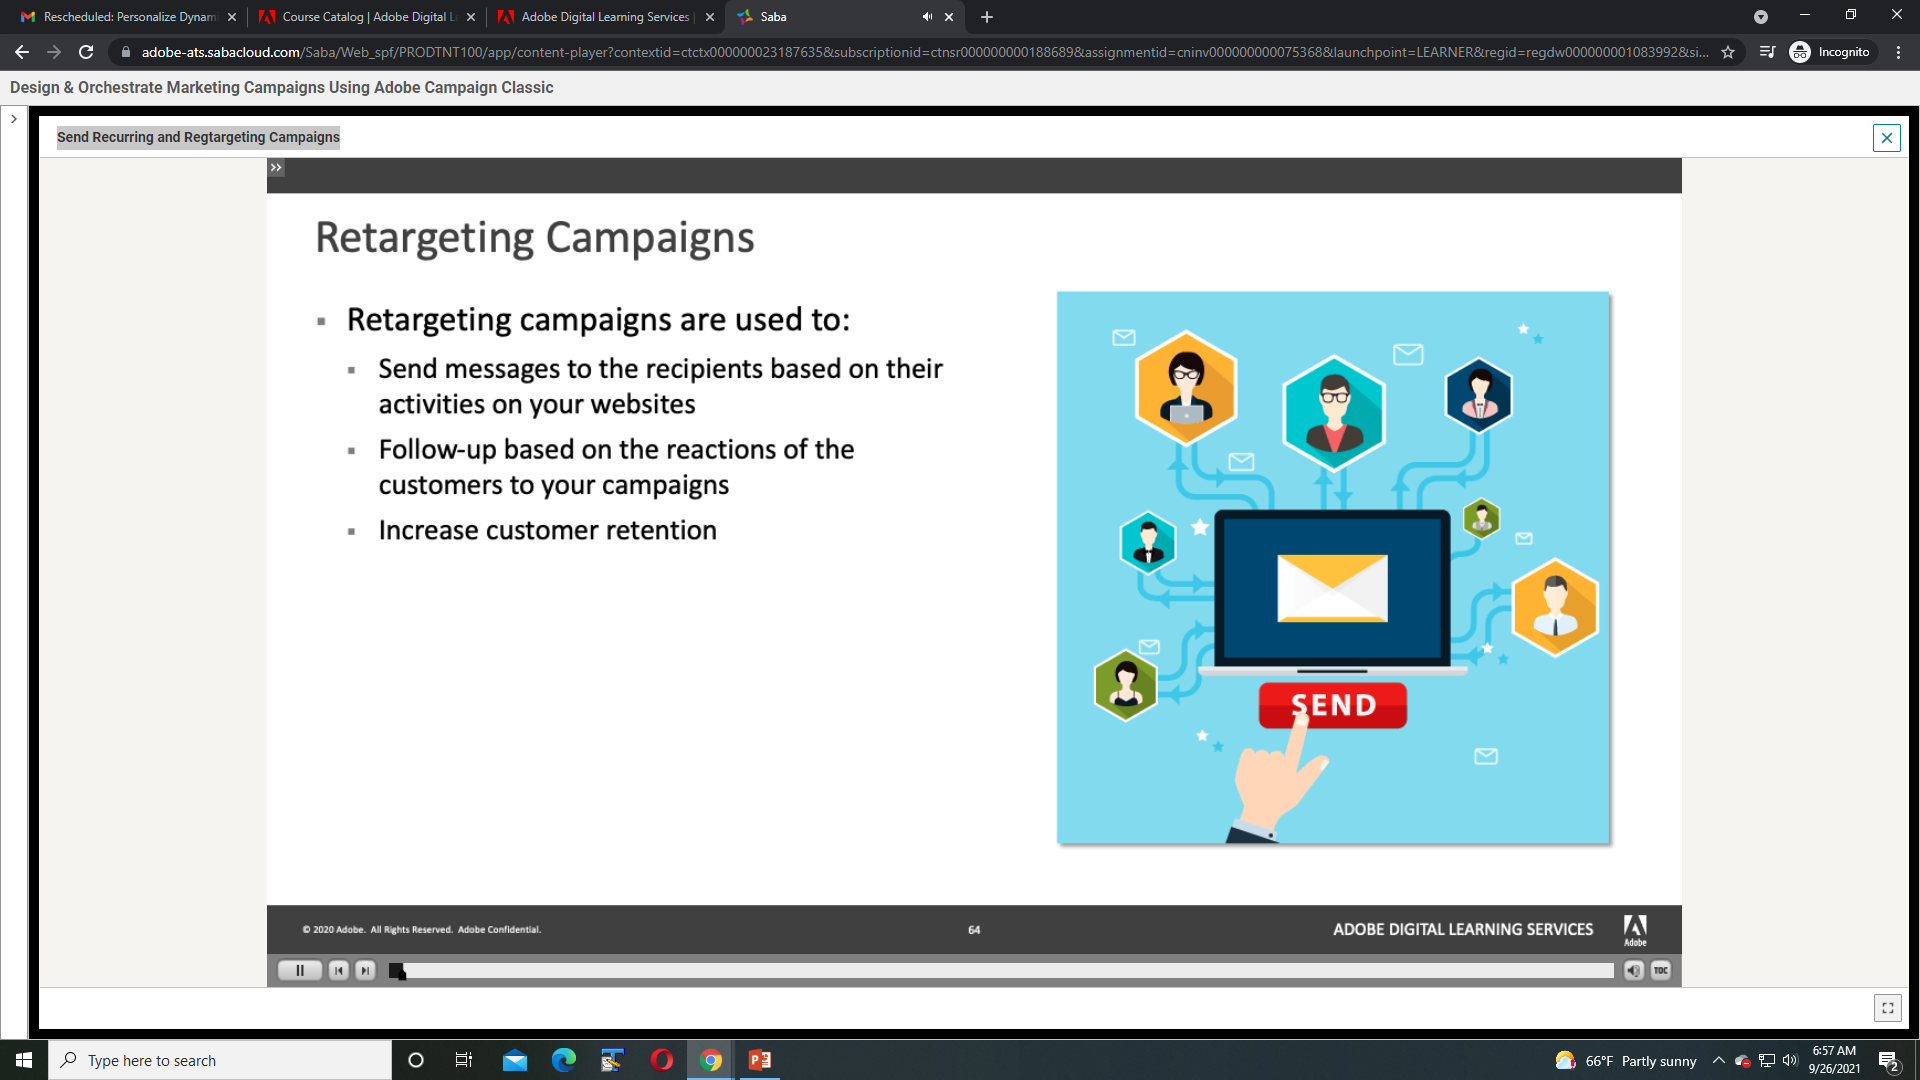 Rescheduled: Personalize Dynam
Course Catalog | Adobe Digital L
Adobe Digital Learning Services |
Saba
adobe-ats.sabacloud.com/Saba/Web_spf/PRODTNT100/app/content-player?contextid=ctctx000000023187635&subscriptionid=ctnsr0000000000188689&assignmentid=cninv000000000075368&launchpoint=LEARNER&regid=regdw000000001083992&si...
Incognito
Design & Orchestrate Marketing Campaigns Using Adobe Campaign Classic
Send Recurring and Regtargeting Campaigns
Retargeting Campaigns
Retargeting campaigns are used to:
Send messages to the recipients based on their
activities on your websites
Follow-up based on the reactions of the
customers to your campaigns
Increase customer retention
SEND
© 2020 Adobe. All Rights Reserved. Adobe Confidential.
64
ADOBE DIGITAL LEARNING SERVICES
Adobe
TOC
Type here to search
66°F Partly sunny
6:57 AM
9/26/2021
2